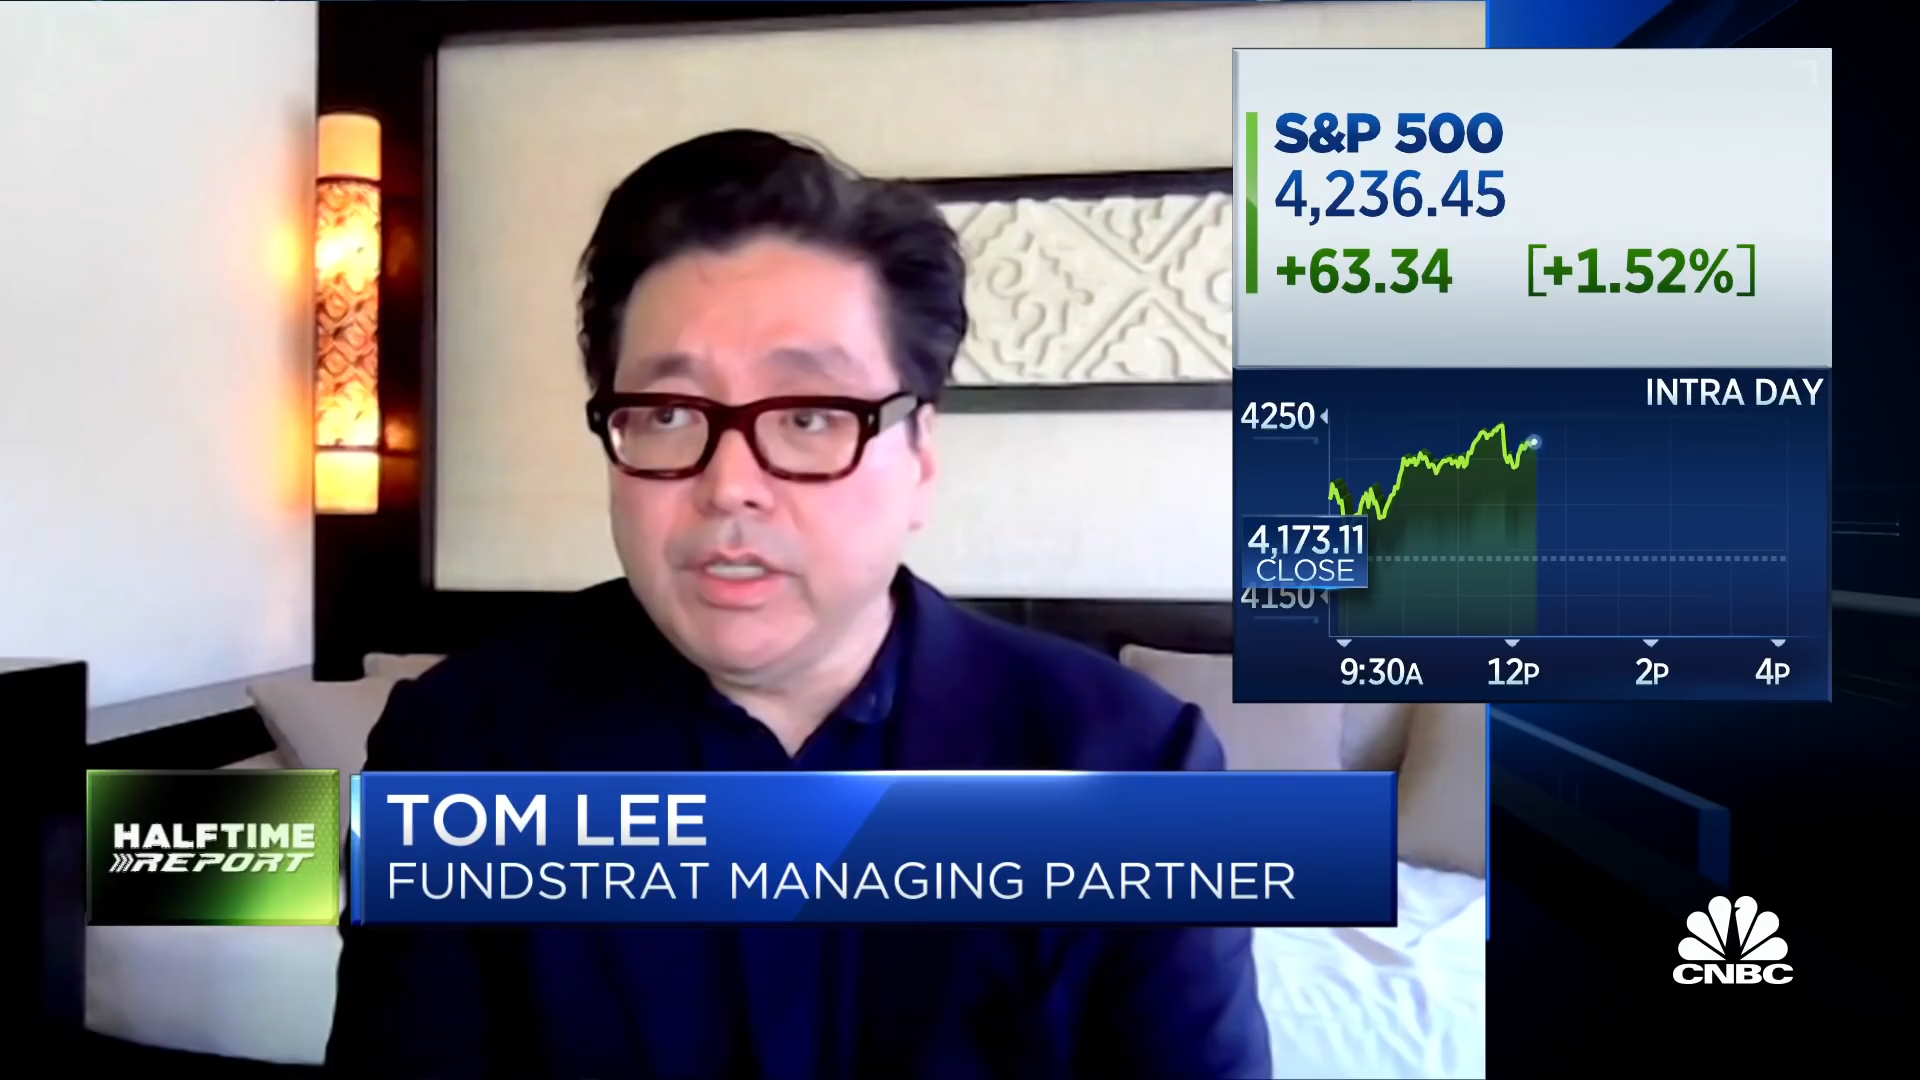 S&P 500
4,236.45
+63.34 [+1.52%]
INTRA DAY
4250
4,173.11
CLOSE
4150
9:30A 12P 2P 4P
HALFTIME
REPORT
TOM LEE
FUNDSTRAT MANAGING PARTNER
CNBC